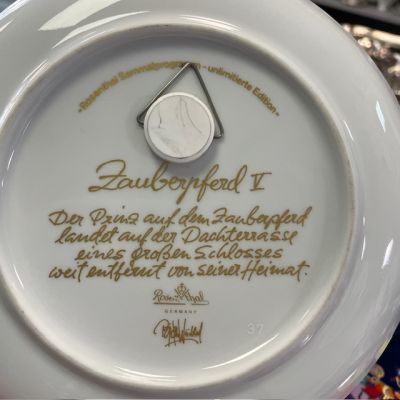 -Rosenthal Sammelprogramm - unlimitierte Edition-
Zauberpferd V
Der Prinz auf dem Zauberpferd
landet auf der Dachterrasse
eines großen Schlosses
weit entfernt von seiner Heimat.
Rosenthal
GERMANY
37